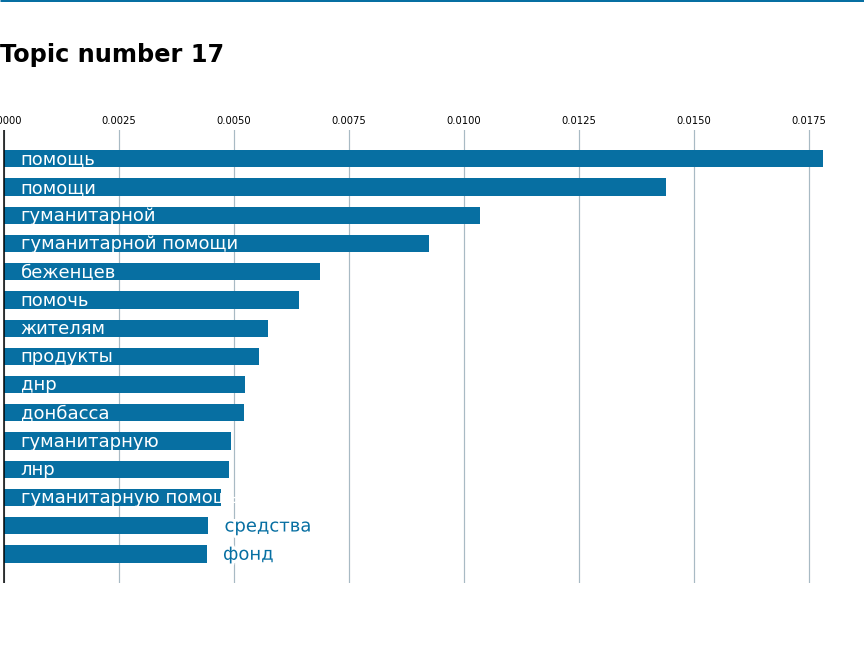 Topic number 17
0000 0.0025 0.0050 0.0075 0.0100 0.0125 0.0150 0.0175
помощь
помощи
гуманитарной
гуманитарной помощи
беженцев
помочь
жителям
продукты
днр
донбасса
гуманитарную
лнр
гуманитарную помощь
средства
фонд